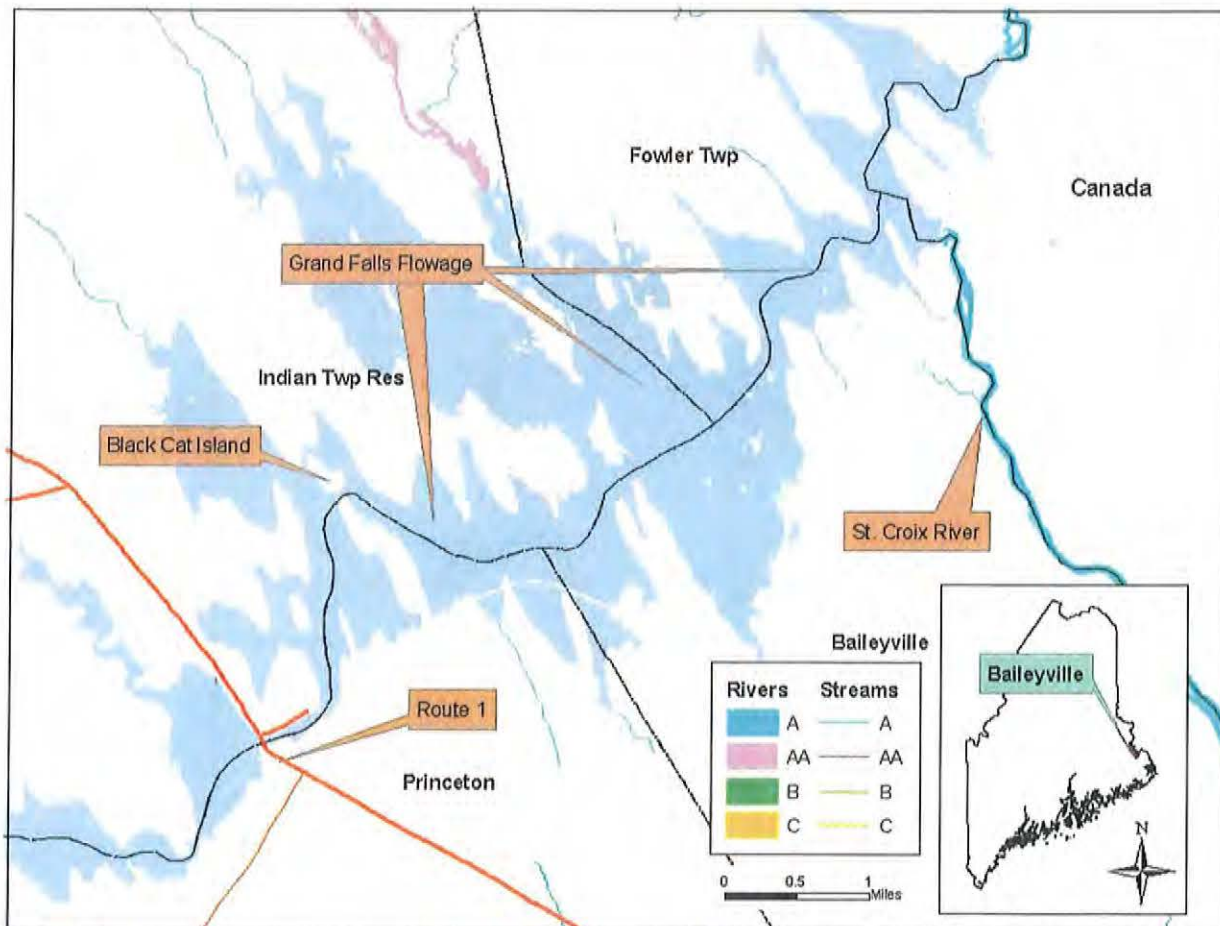 Fowler Twp
Canada
Grand Falls Flowage
Indian Twp Res
Black Cat Island
St. Croix River
Route 1
Princeton
Baileyville
Rivers Streams
A A
AA AA
B B
C C
0 0.5 1
Miles
Baileyville
N